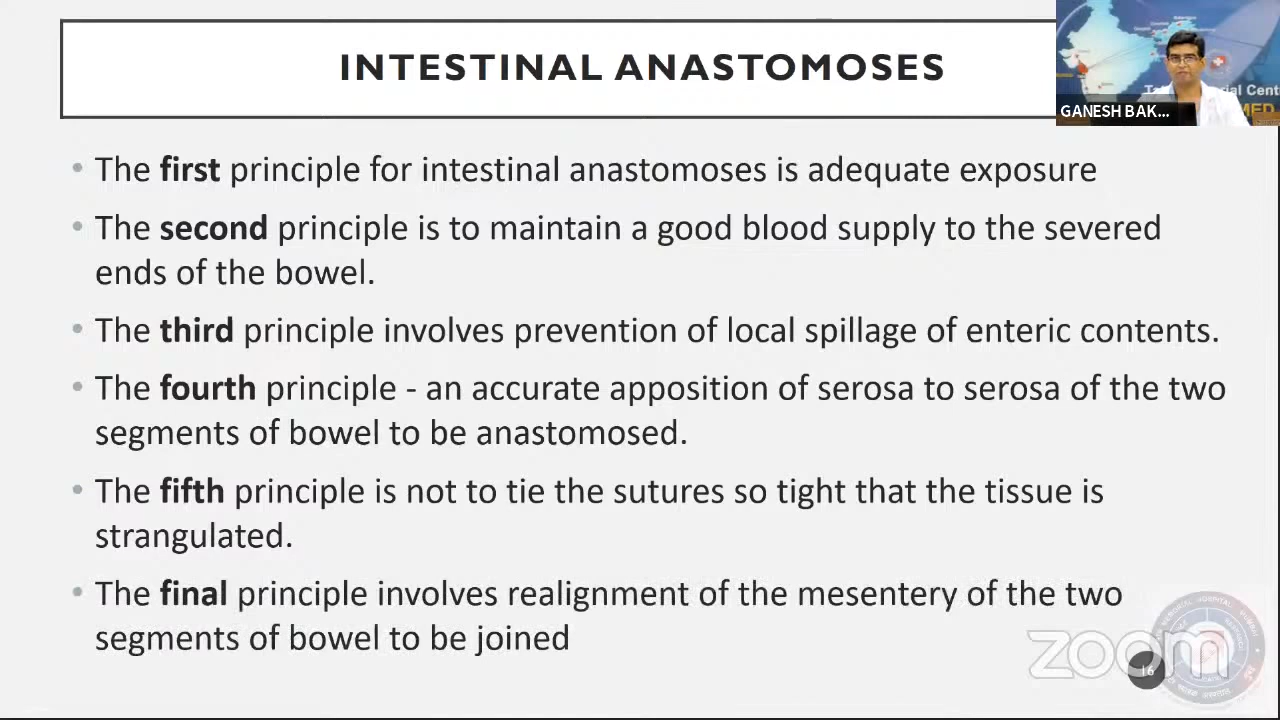 INTESTINAL ANASTOMOSES
GANESH BAK...
• The first principle for intestinal anastomoses is adequate exposure
• The second principle is to maintain a good blood supply to the severed
ends of the bowel.
• The third principle involves prevention of local spillage of enteric contents.
• The fourth principle - an accurate apposition of serosa to serosa of the two
segments of bowel to be anastomosed.
• The fifth principle is not to tie the sutures so tight that the tissue is
strangulated.
• The final principle involves realignment of the mesentery of the two
segments of bowel to be joined
zoom
16